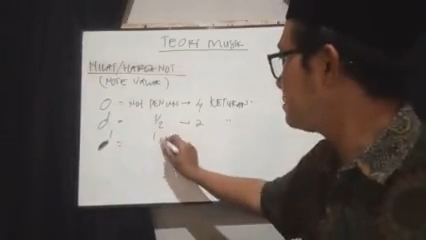 TEORI MUSIK
NILAI/HARGA NOT
(NOTE VALUE)
= NOT PENUH → 4 KETUKAN
= 1/2 → 2 "
= 1